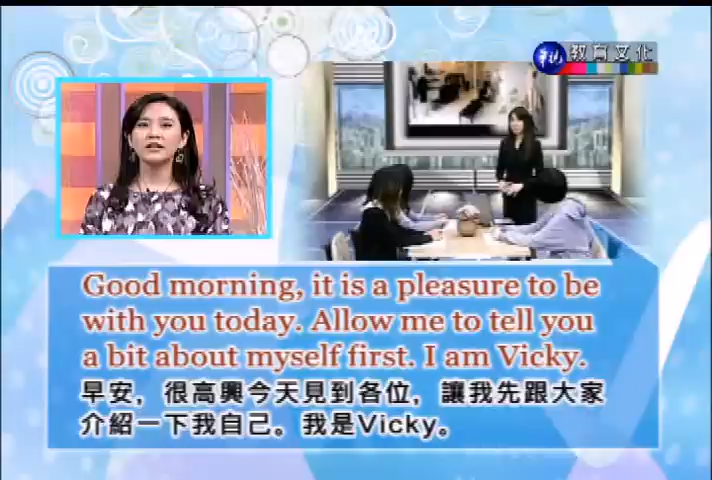 華視 教育文化
Good morning, it is a pleasure to be
with you today. Allow me to tell you
a bit about myself first. I am Vicky.
早安，很高興今天見到各位，讓我先跟大家
介紹一下我自己。我是Vicky。